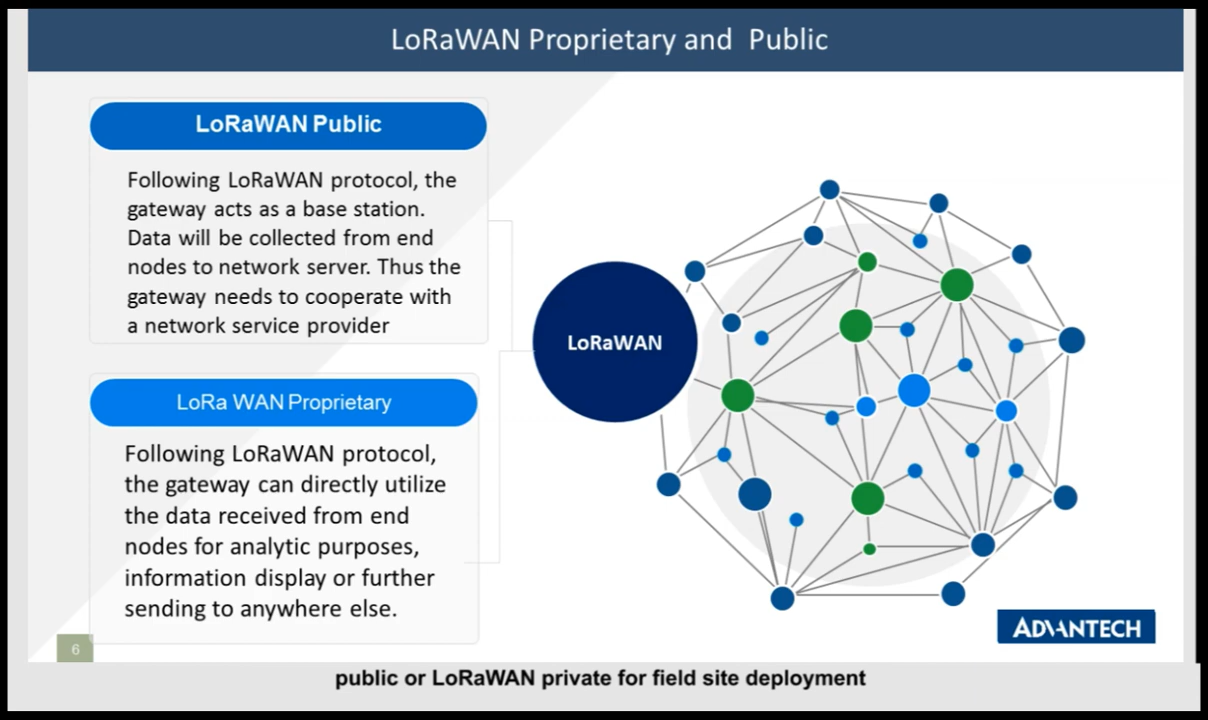 LoRaWAN Proprietary and Public
LoRaWAN Public
Following LoRaWAN protocol, the
gateway acts as a base station.
Data will be collected from end
nodes to network server. Thus the
gateway needs to cooperate with
a network service provider
LoRa WAN Proprietary
Following LoRaWAN protocol,
the gateway can directly utilize
the data received from end
nodes for analytic purposes,
information display or further
sending to anywhere else.
LoRaWAN
ADVANTECH
6
public or LoRaWAN private for field site deployment